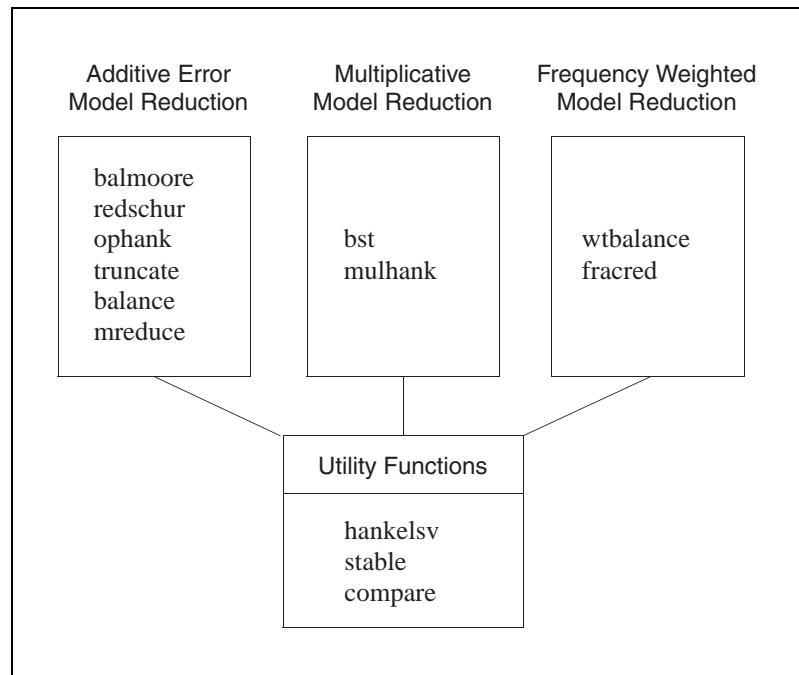 Additive Error
Model Reduction
balmoore
redschur
ophank
truncate
balance
mreduce
Multiplicative
Model Reduction
bst
mulhank
Frequency Weighted
Model Reduction
wtbalance
fracred
Utility Functions
hankelsv
stable
compare